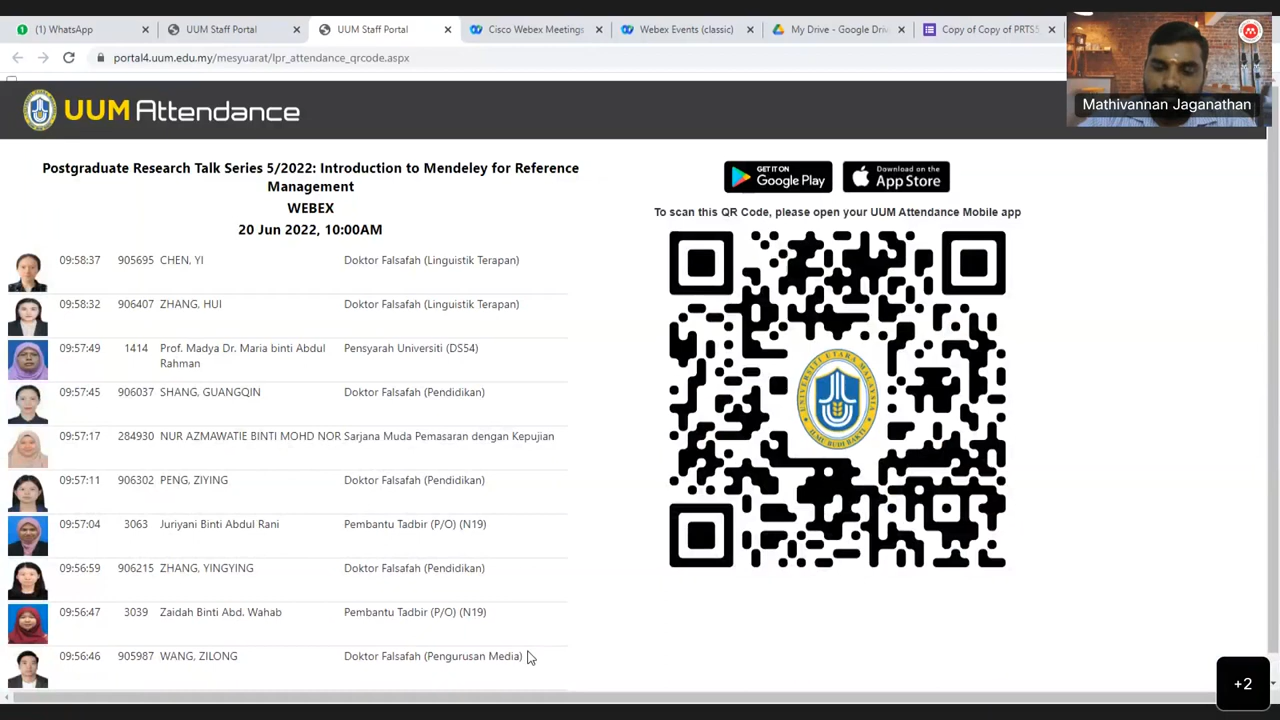 (1) WhatsApp
UUM Staff Portal
UUM Staff Portal
Cisco Webex Meetings
Webex Events (classic)
My Drive - Google Driv
Copy of Copy of PRTS5
portal4.uum.edu.my/mesyuarat/lpr_attendance_qrcode.aspx
Mathivannan Jaganathan
UUM Attendance
Postgraduate Research Talk Series 5/2022: Introduction to Mendeley for Reference
Management
WEBEX
20 Jun 2022, 10:00AM
09:58:37 905695 CHEN, YI Doktor Falsafah (Linguistik Terapan)
09:58:32 906407 ZHANG, HUI Doktor Falsafah (Linguistik Terapan)
09:57:49 1414 Prof. Madya Dr. Maria binti Abdul Pensyarah Universiti (DS54)
Rahman
09:57:45 906037 SHANG, GUANGQIN Doktor Falsafah (Pendidikan)
09:57:17 284930 NUR AZMAWATIE BINTI MOHD NOR Sarjana Muda Pemasaran dengan Kepujian
09:57:11 906302 PENG, ZIYING Doktor Falsafah (Pendidikan)
09:57:04 3063 Juriyani Binti Abdul Rani Pembantu Tadbir (P/O) (N19)
09:56:59 906215 ZHANG, YINGYING Doktor Falsafah (Pendidikan)
09:56:47 3039 Zaidah Binti Abd. Wahab Pembantu Tadbir (P/O) (N19)
09:56:46 905987 WANG, ZILONG Doktor Falsafah (Pengurusan Media)
GET IT ON
Google Play
Download on the
App Store
To scan this QR Code, please open your UUM Attendance Mobile app
UNIVERSITI UTARA MALAYSIA
ILMU BUDI BAKTI
+2